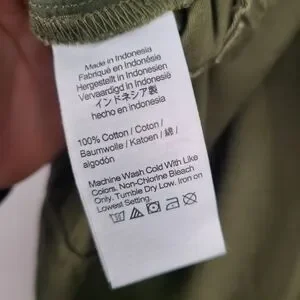 Made in Indonesia
Fabriqué en Indonésie
Hergestellt in Indonesien
Vervaardigd in Indonesië
インドネシア製
hecho en indonesia
100% Cotton / Coton /
Baumwolle / Katoen / 綿 /
algodón
Machine Wash Cold With Like
Colors. Non-Chlorine Bleach
Only. Tumble Dry Low. Iron on
Lowest Setting.